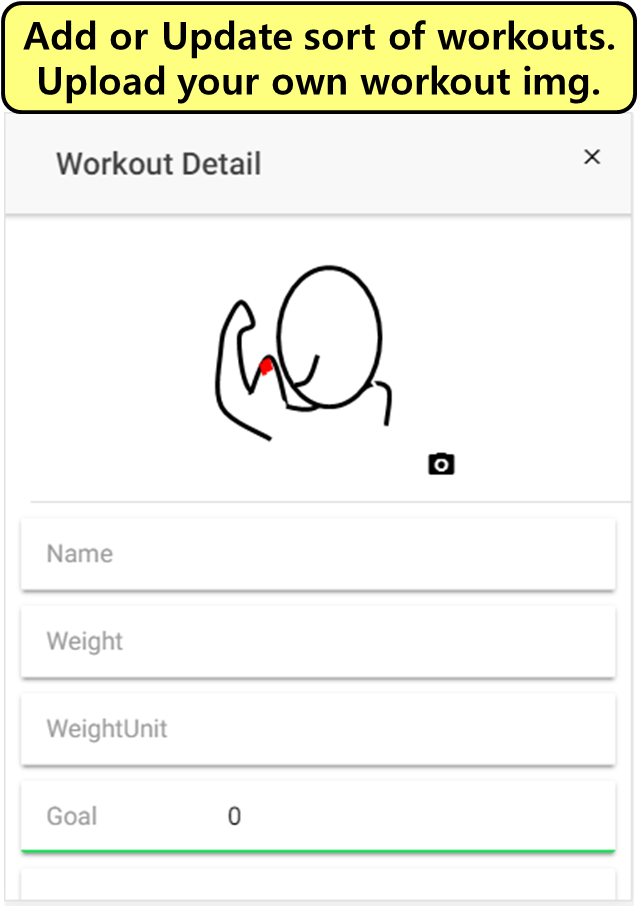 Add or Update sort of workouts.
Upload your own workout img.
Workout Detail
Name
Weight
WeightUnit
Goal 0